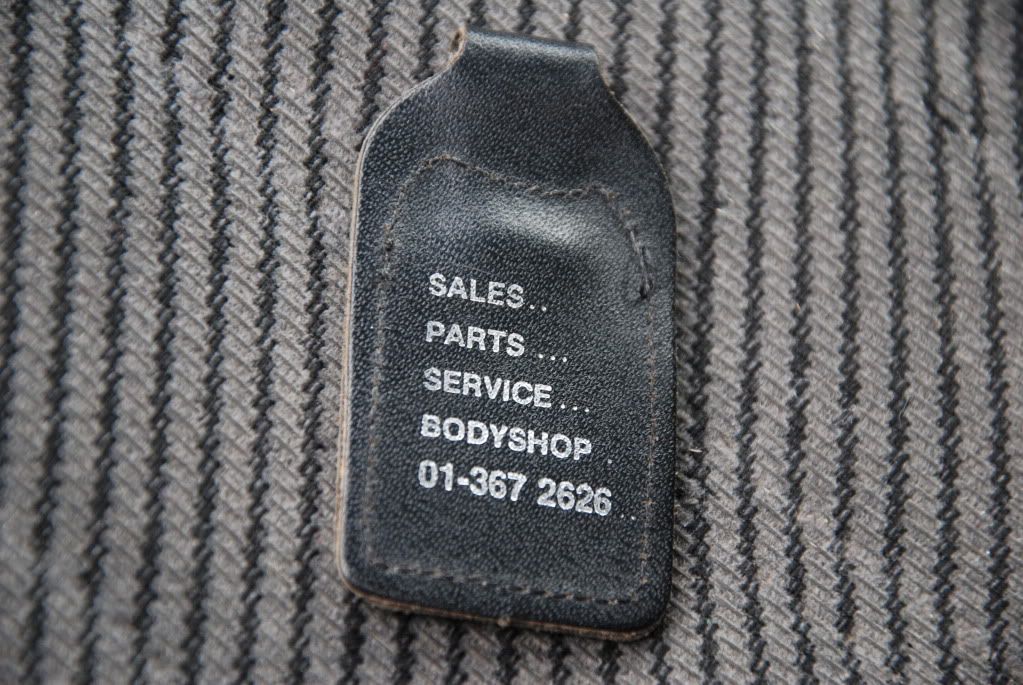 SALES...
PARTS ...
SERVICE ...
BODYSHOP .
01-367 2626 ..